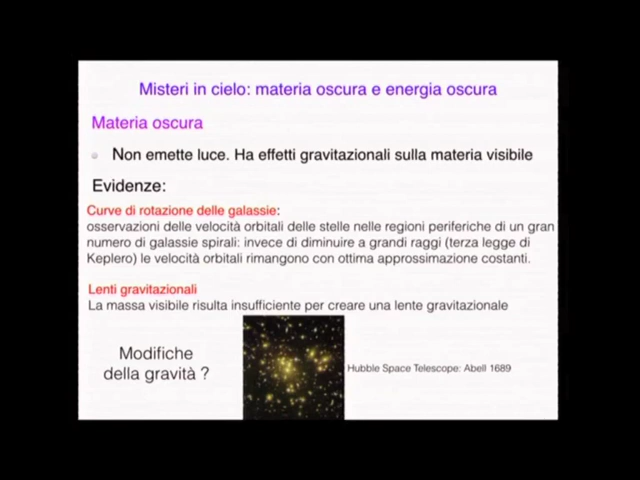 Misteri in cielo: materia oscura e energia oscura
Materia oscura
Non emette luce. Ha effetti gravitazionali sulla materia visibile
Evidenze:
Curve di rotazione delle galassie:
osservazioni delle velocità orbitali delle stelle nelle regioni periferiche di un gran
numero di galassie spirali: invece di diminuire a grandi raggi (terza legge di
Keplero) le velocità orbitali rimangono con ottima approssimazione costanti.
Lenti gravitazionali
La massa visibile risulta insufficiente per creare una lente gravitazionale
Modifiche
della gravità ?
Hubble Space Telescope: Abell 1689